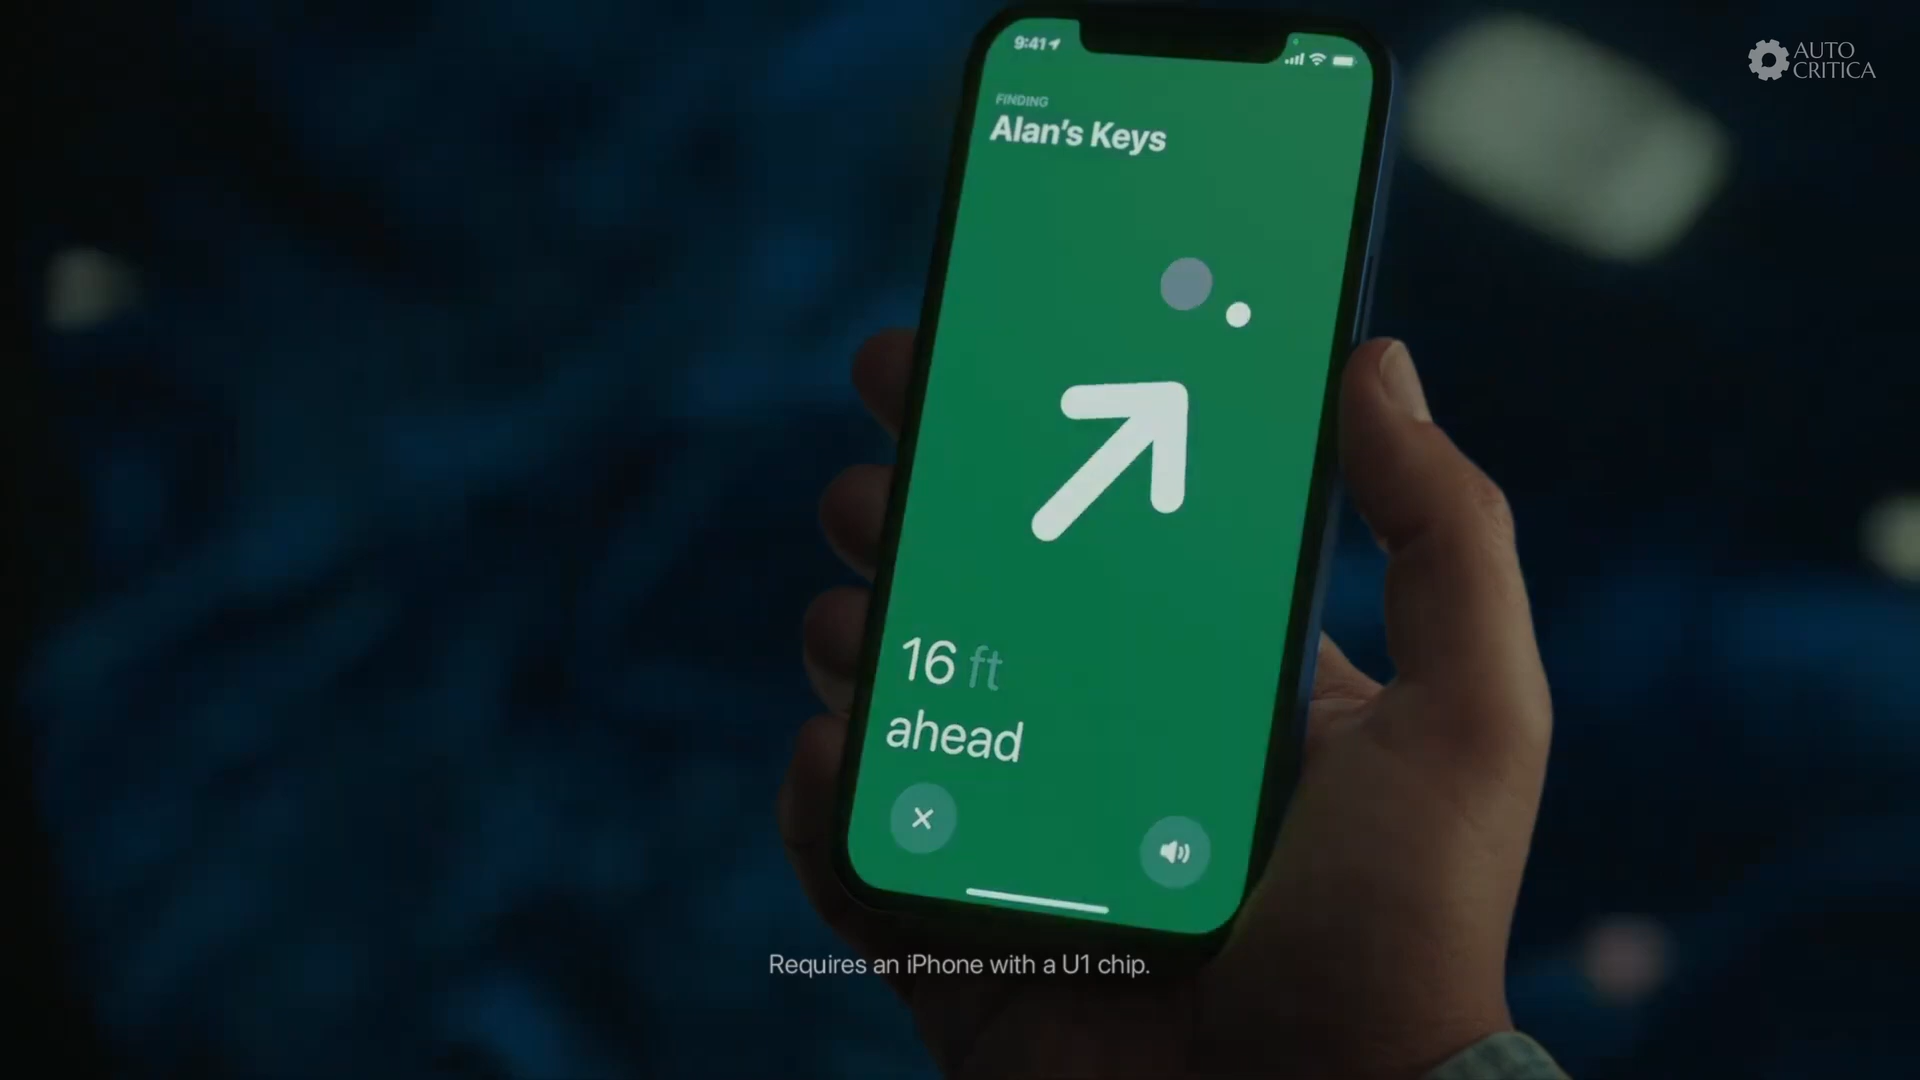 9:41
AUTO
CRITICA
FINDING
Alan's Keys
16 ft
ahead
Requires an iPhone with a U1 chip.